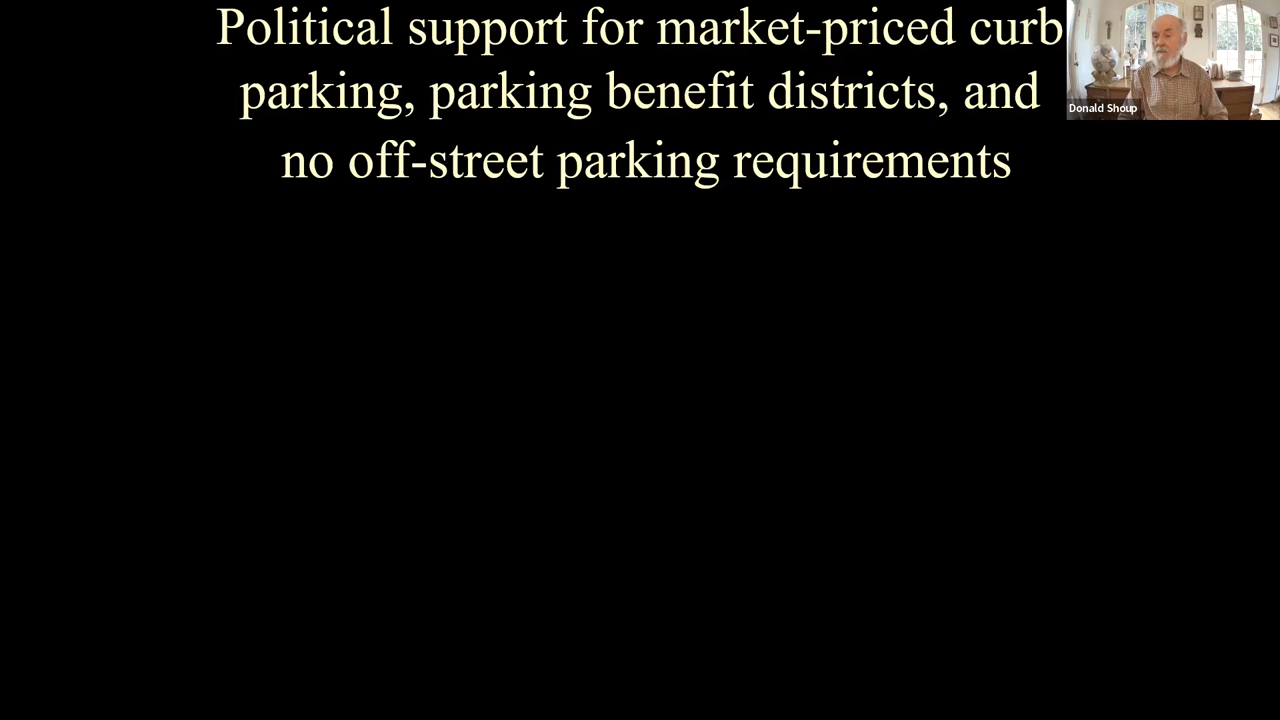 Political support for market-priced curb
parking, parking benefit districts, and
no off-street parking requirements
Donald Shoup